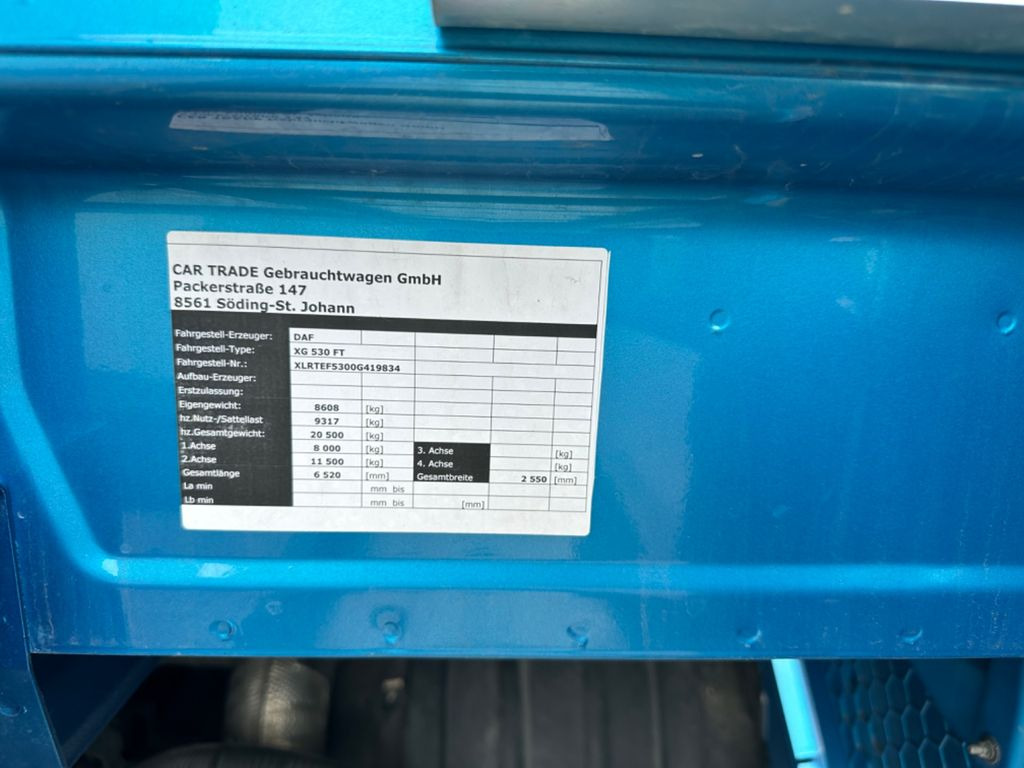 CAR TRADE Gebrauchtwagen GmbH
Packerstraße 147
8561 Söding-St. Johann
Fahrgestell-Erzeuger: DAF
Fahrgestell-Type: XG 530 FT
Fahrgestell-Nr.: XLRTEF5300G419834
Aufbau-Erzeuger:
Erstzulassung:
Eigengewicht: 8608 [kg]
hz.Nutz-/Sattellast 9317 [kg]
hz.Gesamtgewicht: 20 500 [kg]
1.Achse 8 000 [kg] 3. Achse [kg]
2.Achse 11 500 [kg] 4. Achse [kg]
Gesamtlänge 6 520 [mm] Gesamtbreite 2 550 [mm]
La min mm bis
Lb min mm bis [mm]